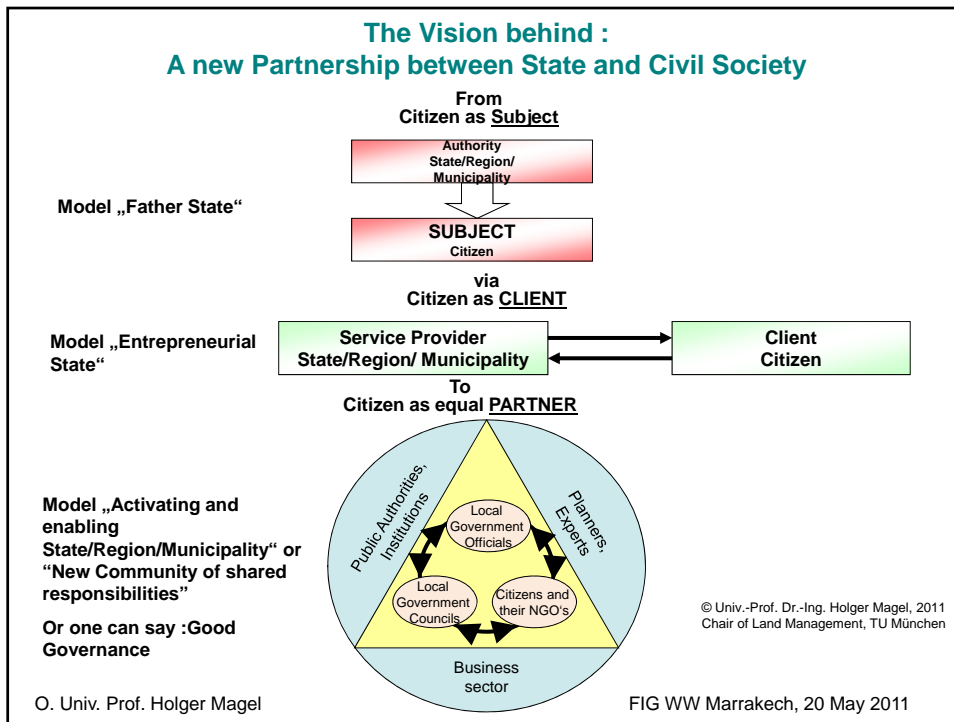 The Vision behind :
A new Partnership between State and Civil Society
From
Citizen as Subject
Authority
State/Region/
Municipality
Model „Father State“
SUBJECT
Citizen
via
Citizen as CLIENT
Model „Entrepreneurial
State“
Service Provider
State/Region/ Municipality
Client
Citizen
To
Citizen as equal PARTNER
Public Authorities,
Institutions
Planners,
Experts
Local
Government
Officials
Local
Government
Councils
Citizens and
their NGO‘s
Business
sector
Model „Activating and
enabling
State/Region/Municipality“ or
“New Community of shared
responsibilities”
Or one can say :Good
Governance
© Univ.-Prof. Dr.-Ing. Holger Magel, 2011
Chair of Land Management, TU München
O. Univ. Prof. Holger Magel
FIG WW Marrakech, 20 May 2011